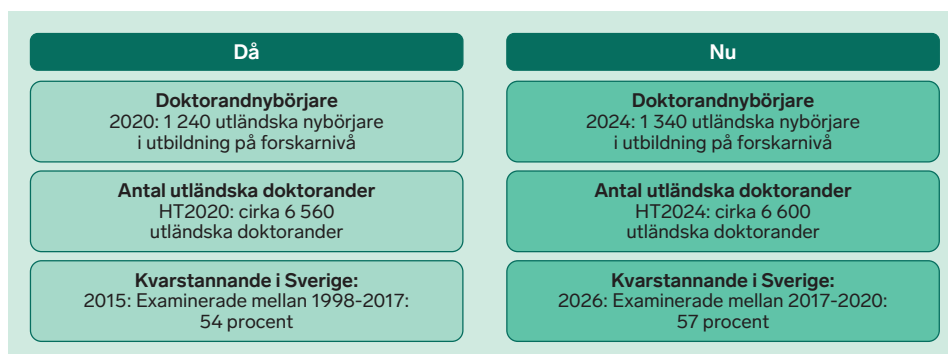 Då
Doktorandnybörjare
2020: 1 240 utländska nybörjare
i utbildning på forskarnivå
Antal utländska doktorander
HT2020: cirka 6 560
utländska doktorander
Kvarstannande i Sverige:
2015: Examinerade mellan 1998-2017:
54 procent
Nu
Doktorandnybörjare
2024: 1 340 utländska nybörjare
i utbildning på forskarnivå
Antal utländska doktorander
HT2024: cirka 6 600
utländska doktorander
Kvarstannande i Sverige:
2026: Examinerade mellan 2017-2020:
57 procent